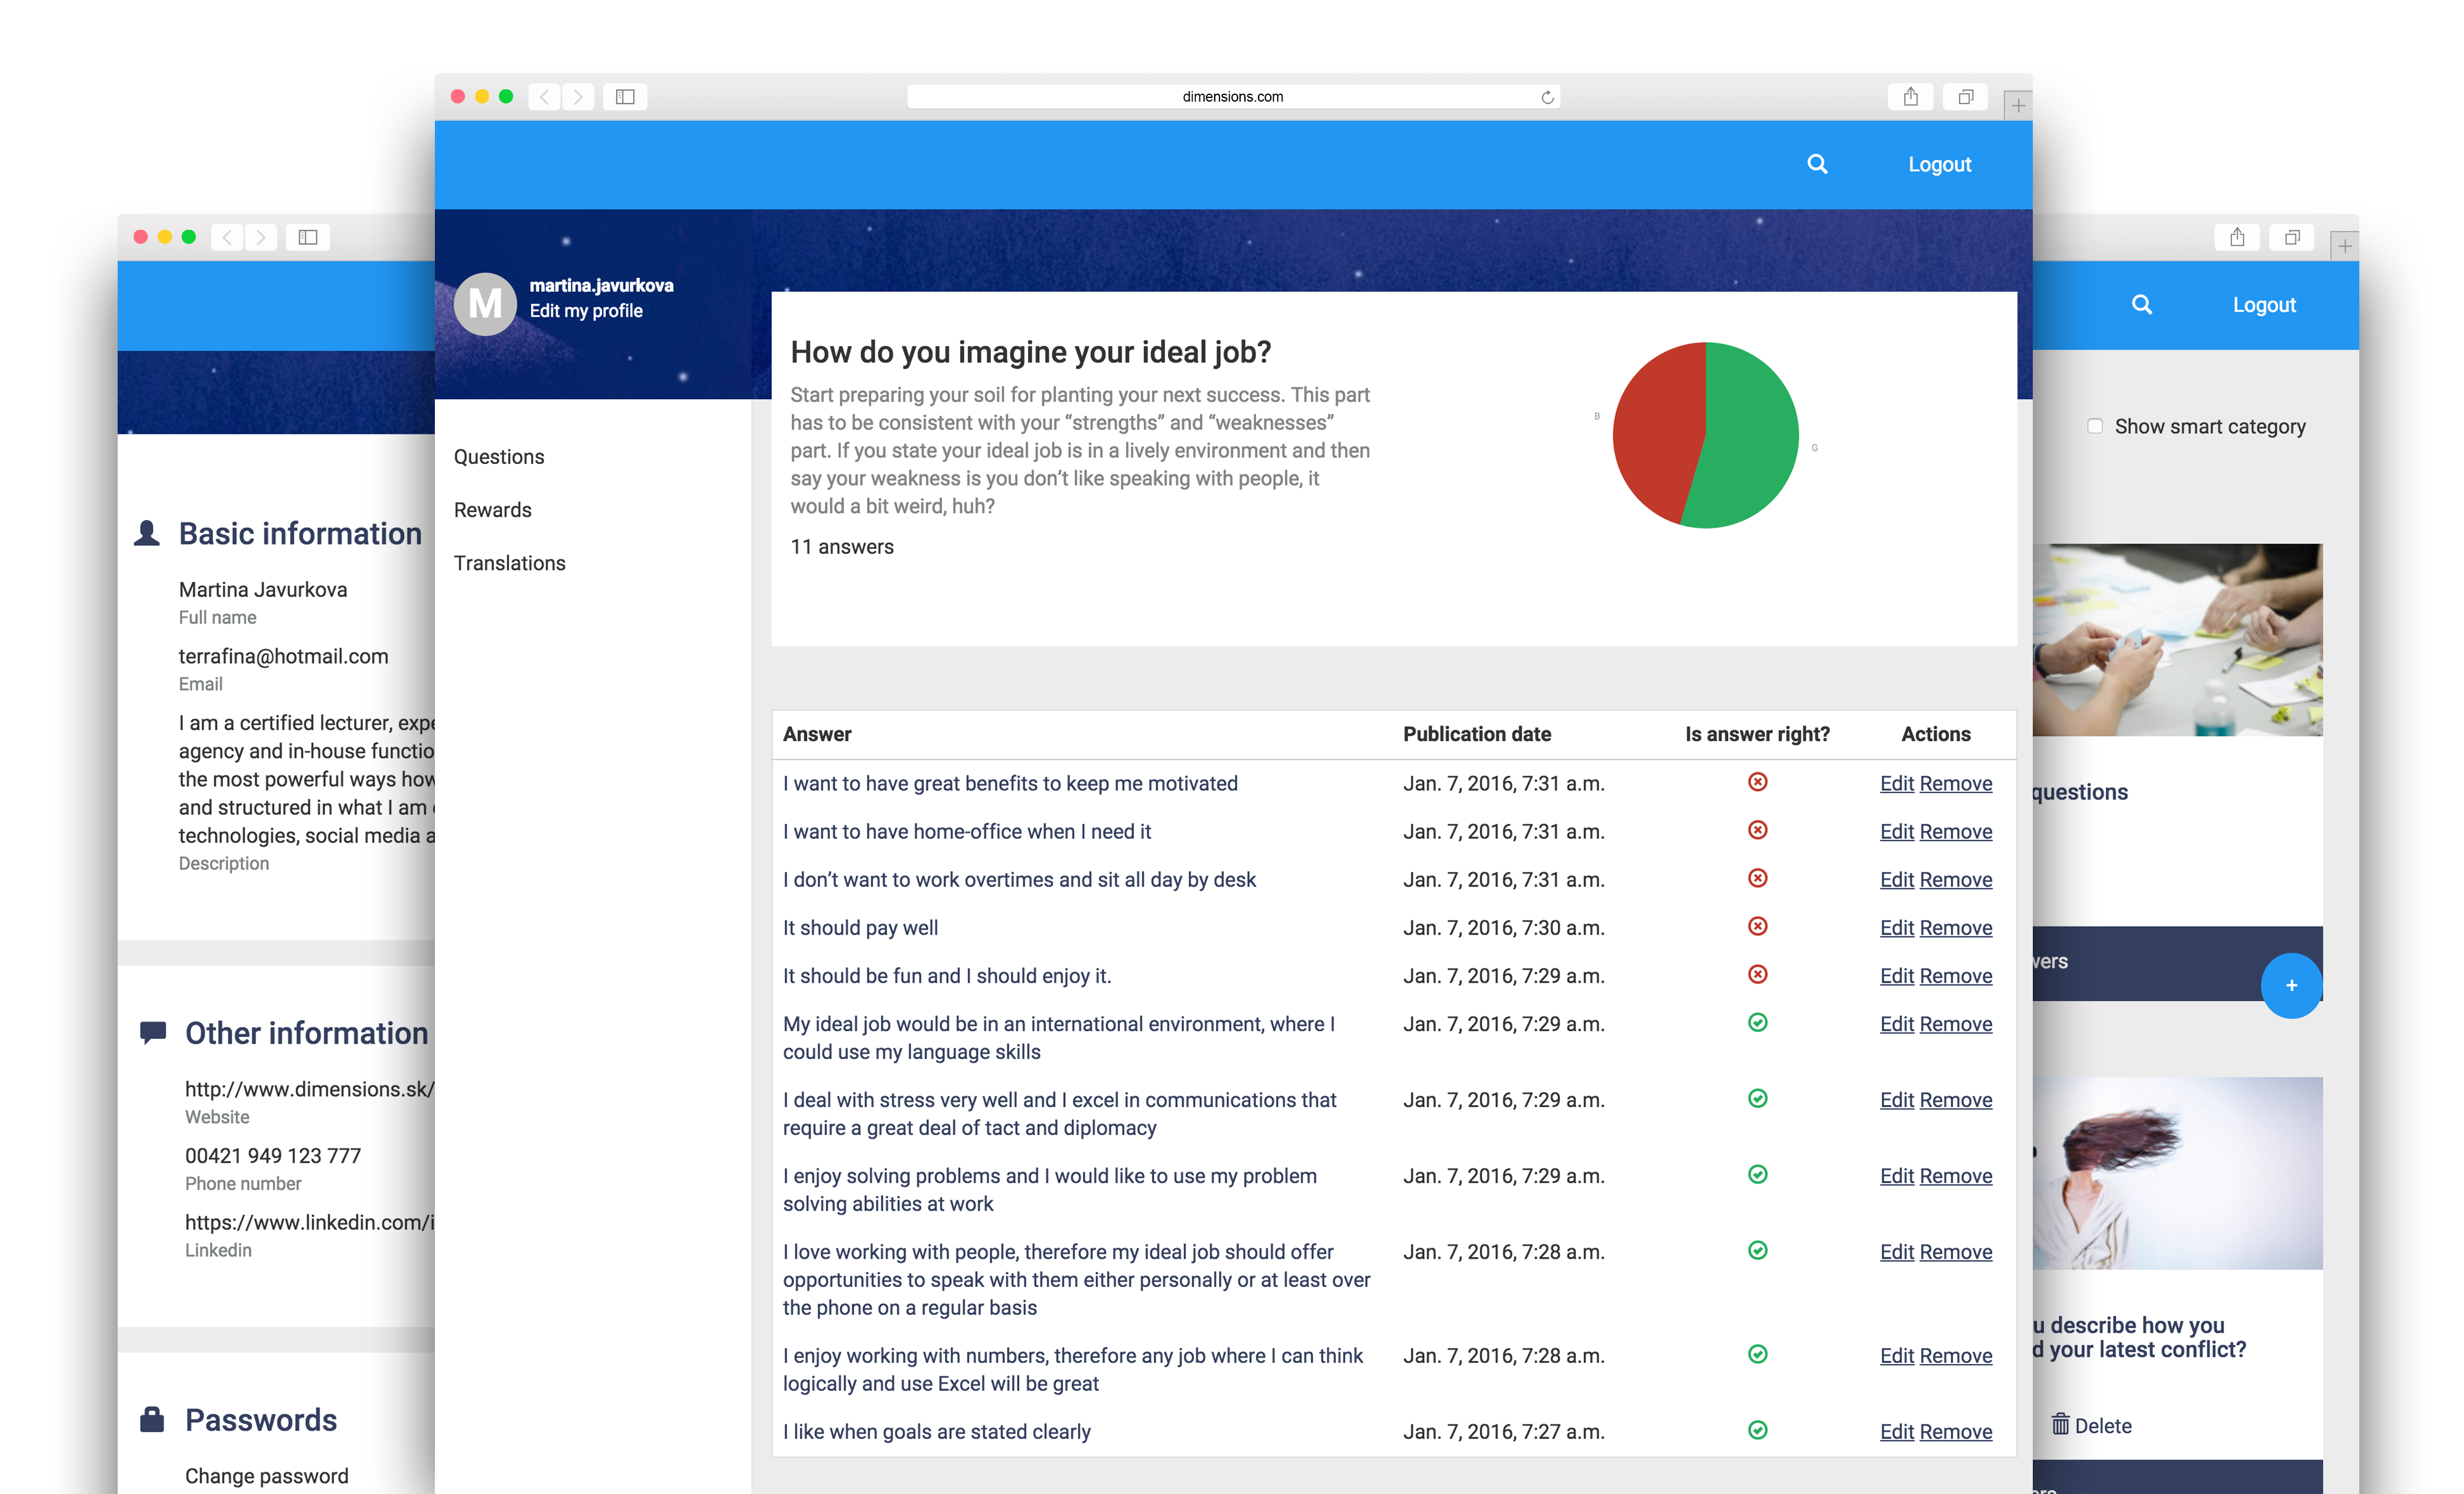 dimensions.com
Logout
martina.javurkova
Edit my profile
Questions
Rewards
Translations
How do you imagine your ideal job?
Start preparing your soil for planting your next success. This part
has to be consistent with your “strengths” and “weaknesses”
part. If you state your ideal job is in a lively environment and then
say your weakness is you don’t like speaking with people, it
would a bit weird, huh?
11 answers
B
G
Answer Publication date Is answer right? Actions
I want to have great benefits to keep me motivated Jan. 7, 2016, 7:31 a.m. Edit Remove
I want to have home-office when I need it Jan. 7, 2016, 7:31 a.m. Edit Remove
I don’t want to work overtimes and sit all day by desk Jan. 7, 2016, 7:31 a.m. Edit Remove
It should pay well Jan. 7, 2016, 7:30 a.m. Edit Remove
It should be fun and I should enjoy it. Jan. 7, 2016, 7:29 a.m. Edit Remove
My ideal job would be in an international environment, where I Jan. 7, 2016, 7:29 a.m. Edit Remove
could use my language skills
I deal with stress very well and I excel in communications that Jan. 7, 2016, 7:29 a.m. Edit Remove
require a great deal of tact and diplomacy
I enjoy solving problems and I would like to use my problem Jan. 7, 2016, 7:29 a.m. Edit Remove
solving abilities at work
I love working with people, therefore my ideal job should offer Jan. 7, 2016, 7:28 a.m. Edit Remove
opportunities to speak with them either personally or at least over
the phone on a regular basis
I enjoy working with numbers, therefore any job where I can think Jan. 7, 2016, 7:28 a.m. Edit Remove
logically and use Excel will be great
I like when goals are stated clearly Jan. 7, 2016, 7:27 a.m. Edit Remove
M
Basic information
Martina Javurkova
Full name
terrafina@hotmail.com
Email
I am a certified lecturer, expe
agency and in-house functio
the most powerful ways how
and structured in what I am
technologies, social media a
Description
Other information
http://www.dimensions.sk/
Website
00421 949 123 777
Phone number
https://www.linkedin.com/i
Linkedin
Passwords
Change password
Logout
Show smart category
questions
vers
+
u describe how you
d your latest conflict?
Delete